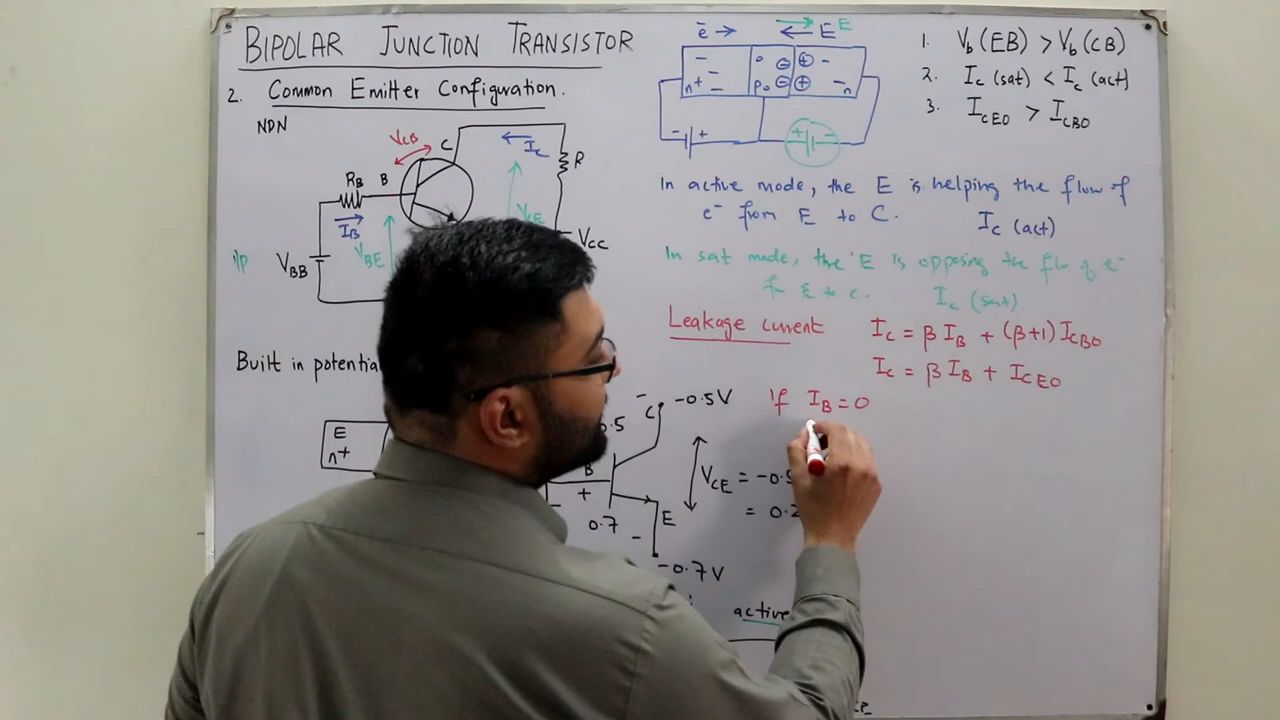 BIPOLAR JUNCTION TRANSISTOR
2. Common Emitter Configuration.
NPN
VCB
C
IC
R
RB
B
IB
VBE
VCE
VCC
I/P
VBB
Built in potential
E
n+
0.5
C
-
-0.5V
B
+
0.7
E
-
-0.7V
VCE = -0.5
= 0.2
active
e- → ← E E
- - - n+
P
⊖ ⊕ -
⊖ ⊕ - n
- +
+ -
1. Vb (EB) > Vb (CB)
2. Ic (sat) < Ic (act)
3. ICEO > ICBO
In active mode, the E is helping the flow of
e- from E to C. Ic (act)
In sat mode, the E is opposing the flow of e-
Ic (sat).
Leakage current
IC = β IB + (β+1) ICBO
IC = β IB + ICEO
If IB = 0